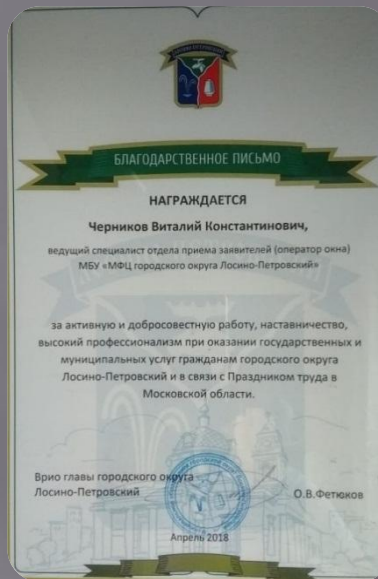 БЛАГОДАРСТВЕННОЕ ПИСЬМО
НАГРАЖДАЕТСЯ
Черников Виталий Константинович,
ведущий специалист отдела приема заявителей (оператор окна)
МБУ «МФЦ городского округа Лосино-Петровский»
за активную и добросовестную работу, наставничество,
высокий профессионализм при оказании государственных и
муниципальных услуг гражданам городского округа
Лосино-Петровский и в связи с Праздником труда в
Московской области.
Врио главы городского округа
Лосино-Петровский О.В.Фетюков
Апрель 2018